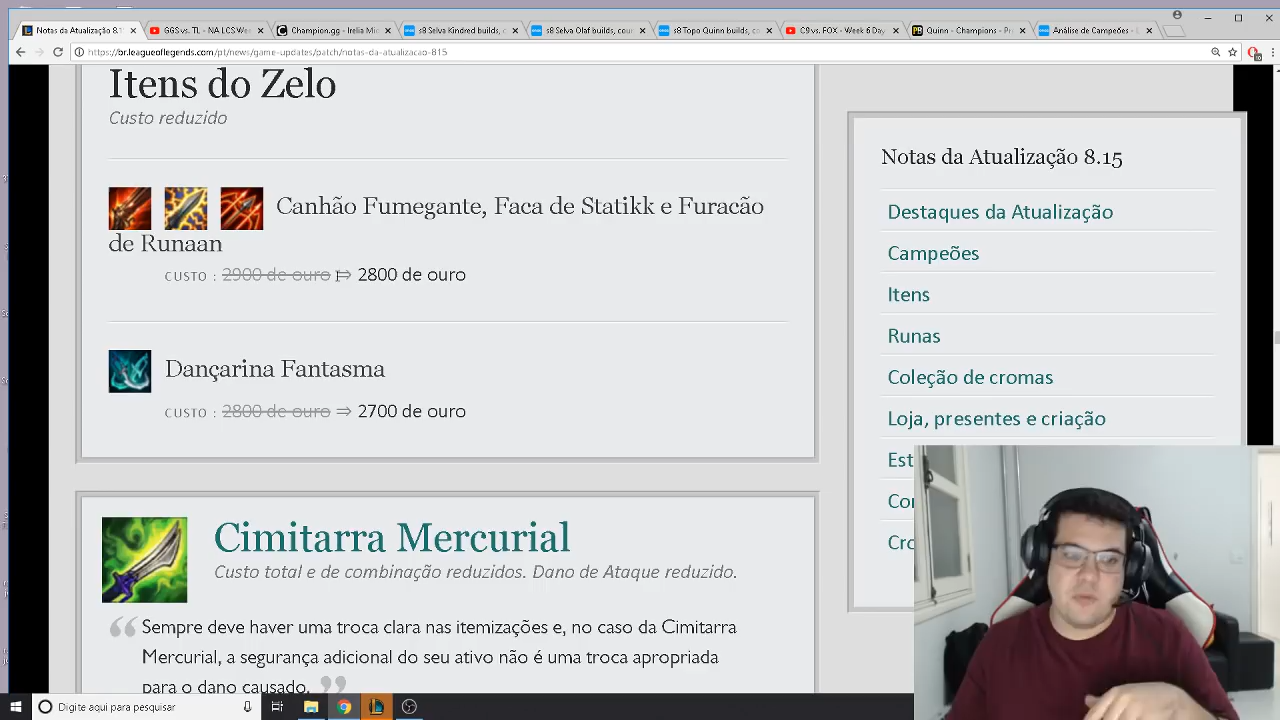 Notas da Atualização 8.1
GGS vs. TL - NA LCS We
Champion.gg
s8 Selva Kindred builds, c
s8 Selva Olaf builds, cour
s8 Topo Quinn builds, co
C9 vs. FOX - Week 6 Day
Quinn - Champions - Pr
Análise de Campeões - L
https://br.leagueoflegends.com/pt/news/game-updates/patch/notas-da-atualizacao-815
Itens do Zelo
Custo reduzido
Canhão Fumegante, Faca de Statikk e Furacão
de Runaan
CUSTO : 2900 de ouro ⇒ 2800 de ouro
Dançarina Fantasma
CUSTO : 2800 de ouro ⇒ 2700 de ouro
Cimitarra Mercurial
Custo total e de combinação reduzidos. Dano de Ataque reduzido.
“ Sempre deve haver uma troca clara nas itemizações e, no caso da Cimitarra
Mercurial, a segurança adicional do seu ativo não é uma troca apropriada
para o dano causado. ”
Notas da Atualização 8.15
Destaques da Atualização
Campeões
Itens
Runas
Coleção de cromas
Loja, presentes e criação
Est
Cor
Cro
Digite aqui para pesquisar